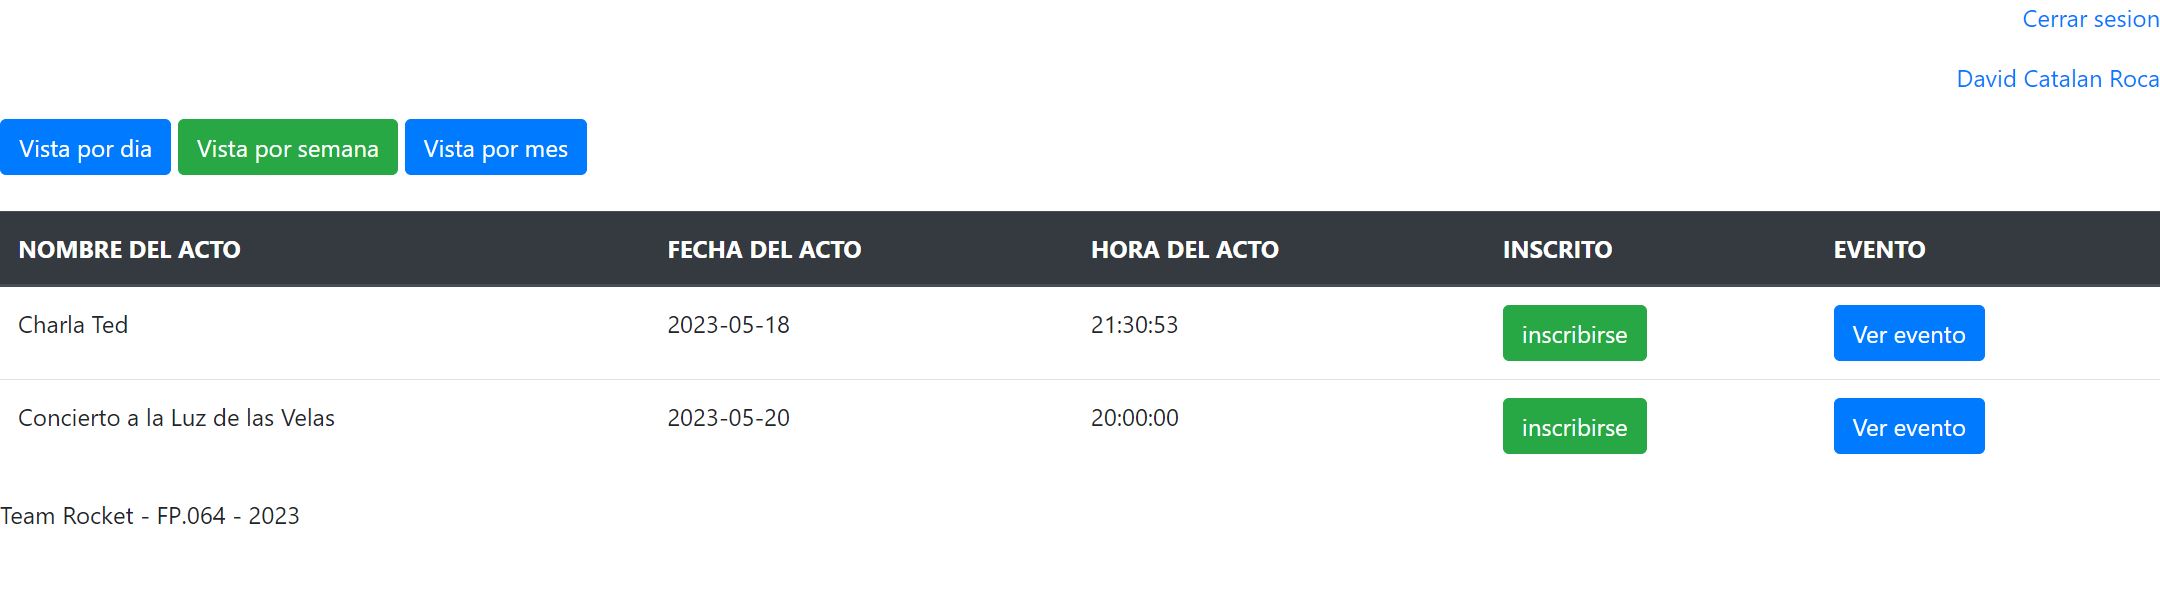 Cerrar sesion
David Catalan Roca
Vista por dia Vista por semana Vista por mes
NOMBRE DEL ACTO FECHA DEL ACTO HORA DEL ACTO INSCRITO EVENTO
Charla Ted 2023-05-18 21:30:53 inscribirse Ver evento
Concierto a la Luz de las Velas 2023-05-20 20:00:00 inscribirse Ver evento
Team Rocket - FP.064 - 2023